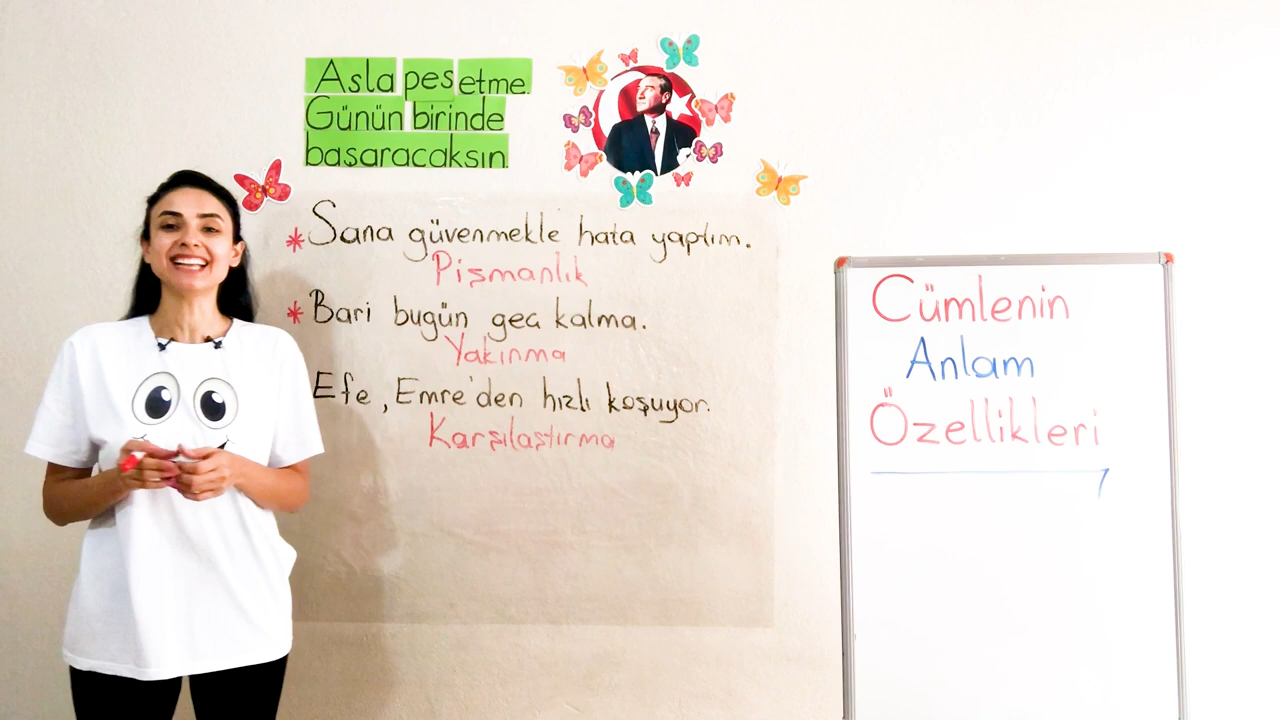 Asla pes etme.
Günün birinde
başaracaksın.
* Sana güvenmekle hata yaptım.
Pişmanlık
* Bari bugün geç kalma.
Yakınma
Efe, Emre'den hızlı koşuyor.
Karşılaştırma
Cümlenin
Anlam
Özellikleri